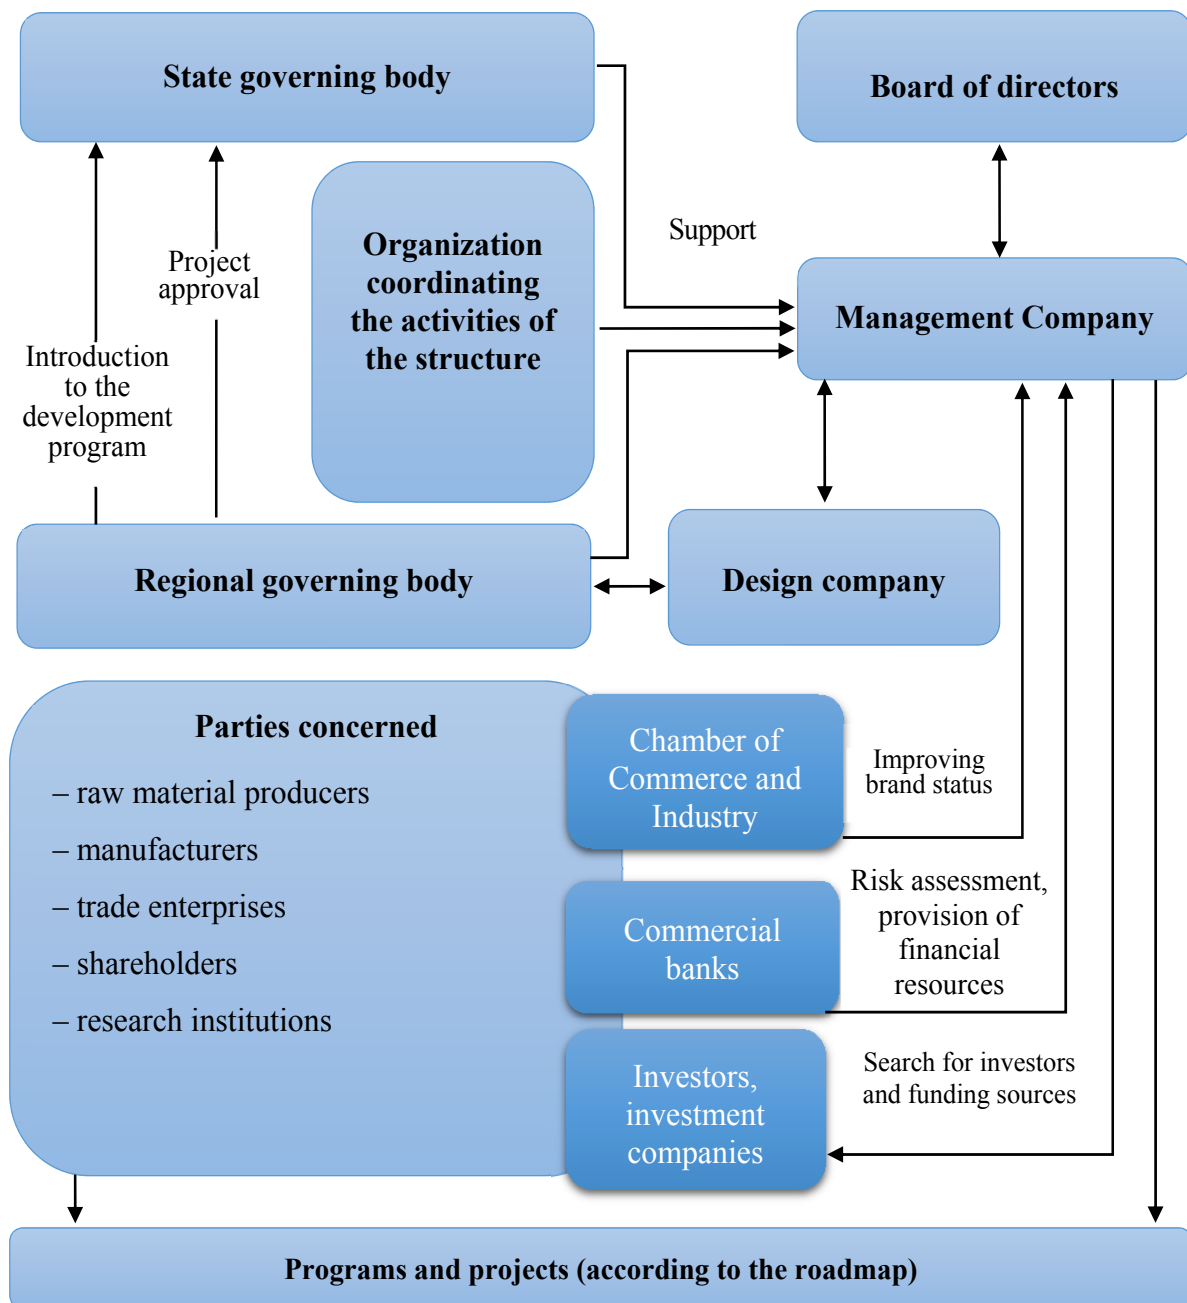 State governing body
Board of directors
Support
Project
approval
Organization
coordinating
the activities of
the structure
Management Company
Introduction
to the
development
program
Regional governing body
Design company
Parties concerned
– raw material producers
– manufacturers
– trade enterprises
– shareholders
– research institutions
Chamber of
Commerce and
Industry
Improving
brand status
Commercial
banks
Risk assessment,
provision of
financial
resources
Investors,
investment
companies
Search for investors
and funding sources
Programs and projects (according to the roadmap)